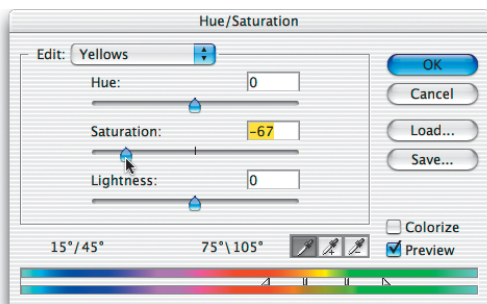 Hue/Saturation
Edit: Yellows
OK
Hue: 0
Cancel
Saturation: -67
Load...
Save...
Lightness: 0
Colorize
15°/45° 75°\105°
Preview